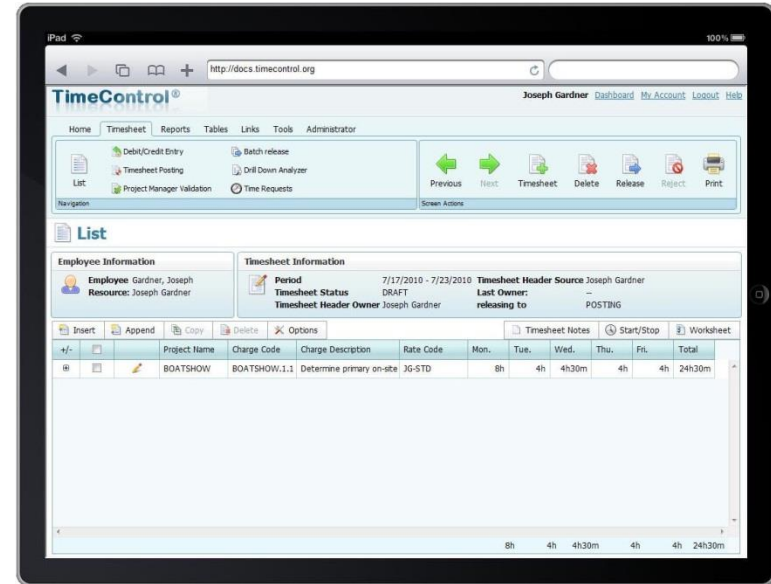 iPad 100%
http://docs.timecontrol.org
TimeControl® Joseph Gardner Dashboard My Account Logout Help
Home Timesheet Reports Tables Links Tools Administrator
List
Debit/Credit Entry Batch release
Timesheet Posting Drill Down Analyzer
Project Manager Validation Time Requests
Previous Next Timesheet Delete Release Reject Print
Navigation Screen Actions
List
Employee Information Timesheet Information
Employee Gardner, Joseph Period 7/17/2010 - 7/23/2010 Timesheet Header Source Joseph Gardner
Resource: Joseph Gardner Timesheet Status DRAFT Last Owner: --
Timesheet Header Owner Joseph Gardner releasing to POSTING
Insert Append Copy Delete Options Timesheet Notes Start/Stop Worksheet
+/- Project Name Charge Code Charge Description Rate Code Mon. Tue. Wed. Thu. Fri. Total
BOATSHOW BOATSHOW.1.1 Determine primary on-site JG-STD 8h 4h 4h30m 4h 4h 24h30m
8h 4h 4h30m 4h 4h 24h30m